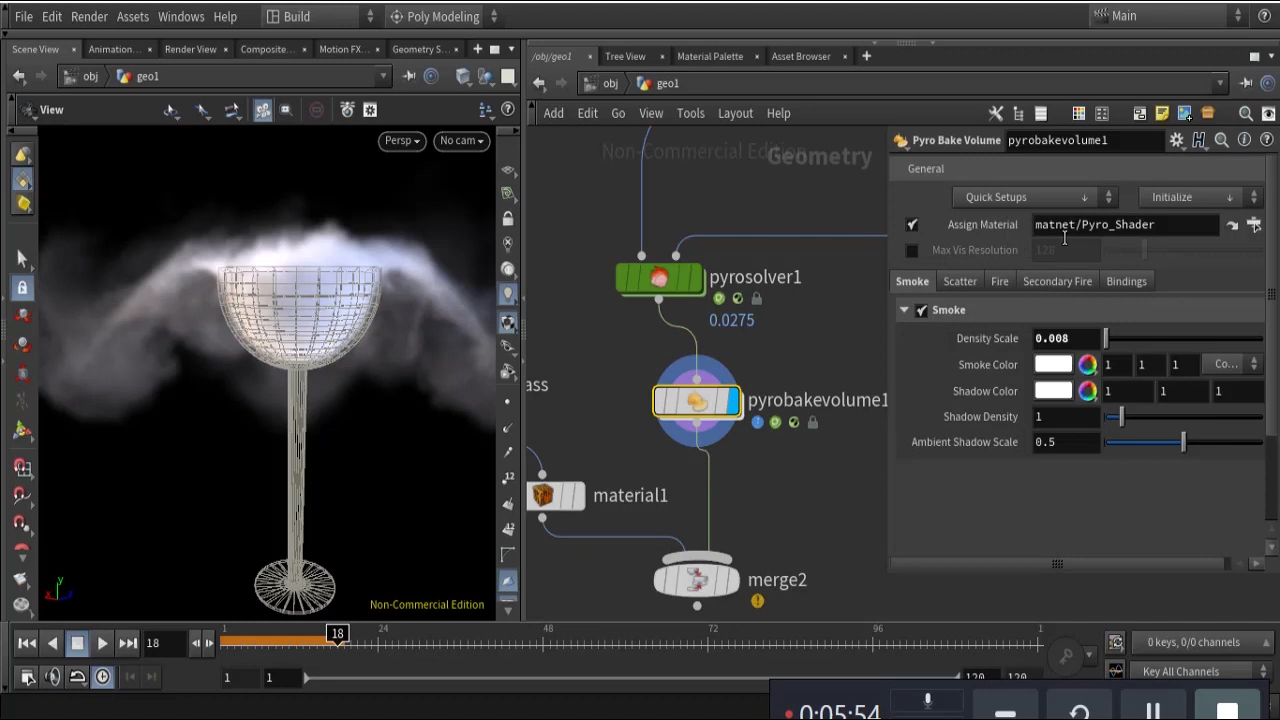 File Edit Render Assets Windows Help Build Poly Modeling Main
Scene View Animation... Render View Composite... Motion FX... Geometry S...
/obj/geo1 Tree View Material Palette Asset Browser
obj geo1
obj geo1
View
Add Edit Go View Tools Layout Help
Persp No cam
Non-Commercial Edition
Geometry
Pyro Bake Volume pyrobakevolume1
General
Quick Setups Initialize
Assign Material matnet/Pyro_Shader
Max Vis Resolution 128
Smoke Scatter Fire Secondary Fire Bindings
Smoke
Density Scale 0.008
Smoke Color 1 1 1 Co...
Shadow Color 1 1 1
Shadow Density 1
Ambient Shadow Scale 0.5
pyrosolver1
0.0275
ass
pyrobakevolume1
material1
merge2
12
12
y
x
z
Non-Commercial Edition
18
1 18 24 48 72 96 1
0 keys, 0/0 channels
1 1 120 120
Key All Channels
0:05:54